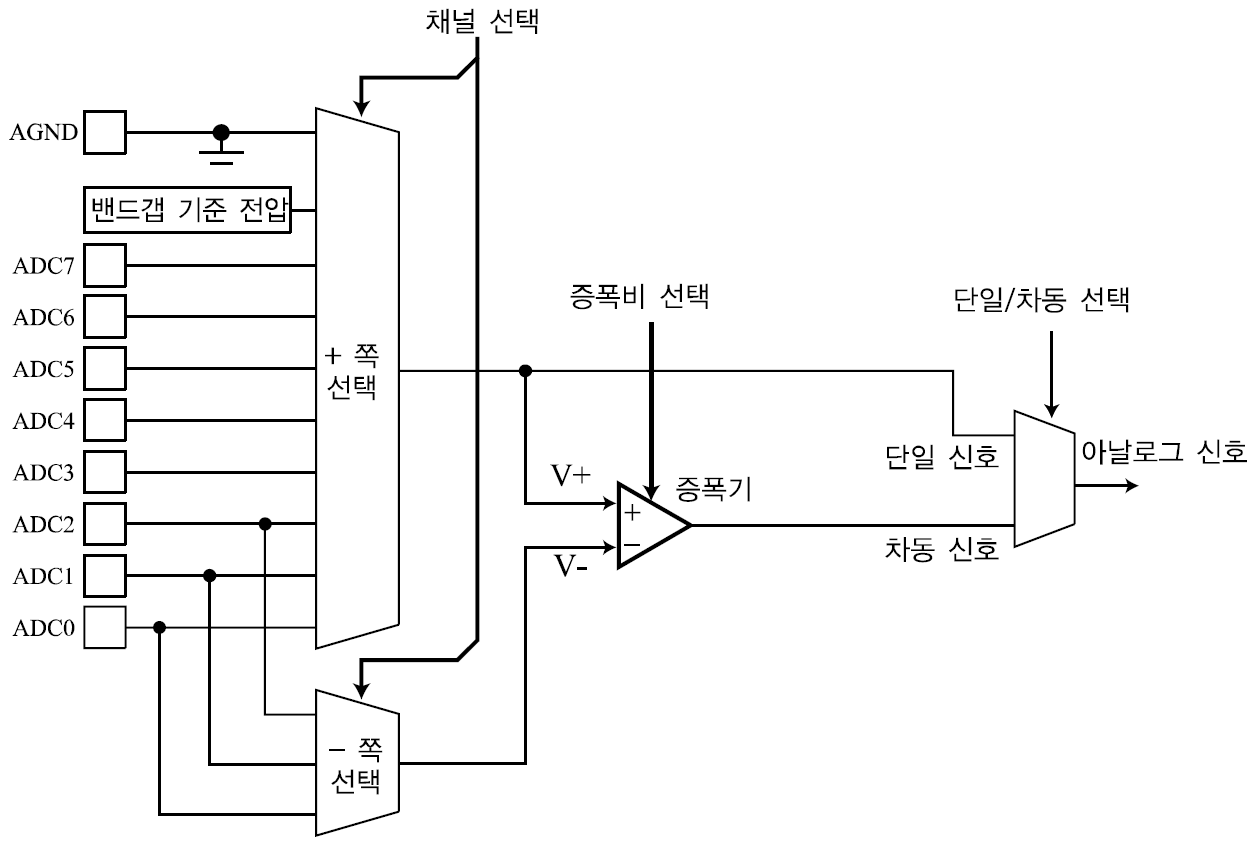 채널 선택
AGND
밴드갭 기준 전압
ADC7
ADC6
ADC5
ADC4
ADC3
ADC2
ADC1
ADC0
+ 쪽
선택
− 쪽
선택
증폭비 선택
V+
V-
+
−
증폭기
단일/차동 선택
단일 신호
차동 신호
아날로그 신호